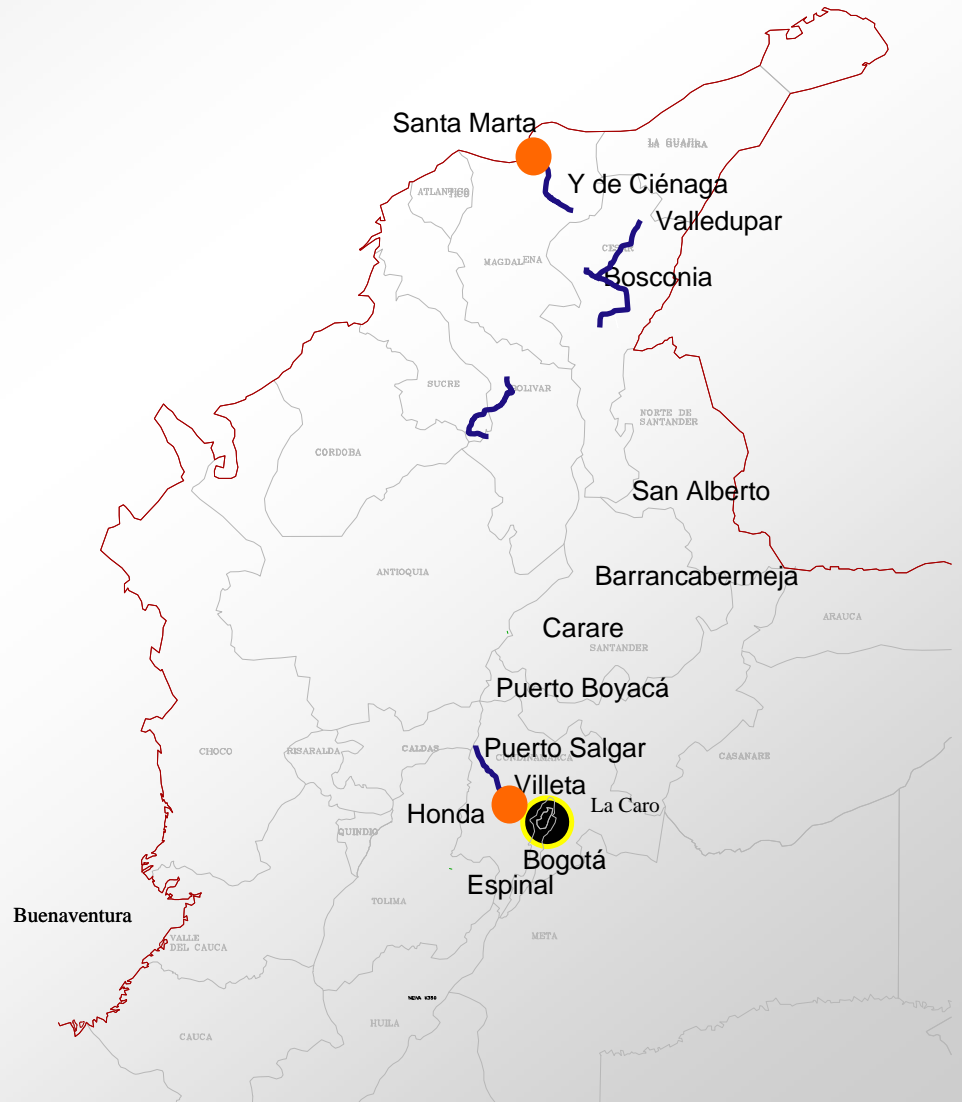 Santa Marta
LA GUAJIRA
Y de Ciénaga
ATLANTICO
Valledupar
CESAR
MAGDALENA
Bosconia
SUCRE
BOLIVAR
NORTE DE
SANTANDER
CORDOBA
San Alberto
ANTIOQUIA
Barrancabermeja
ARAUCA
Carare
SANTANDER
Puerto Boyacá
CHOCO
RISARALDA
CALDAS
Puerto Salgar
CUNDINAMARCA
CASANARE
Villeta
La Caro
Honda
QUINDIO
Bogotá
Espinal
TOLIMA
Buenaventura
VALLE
DEL CAUCA
META
HUILA
CAUCA